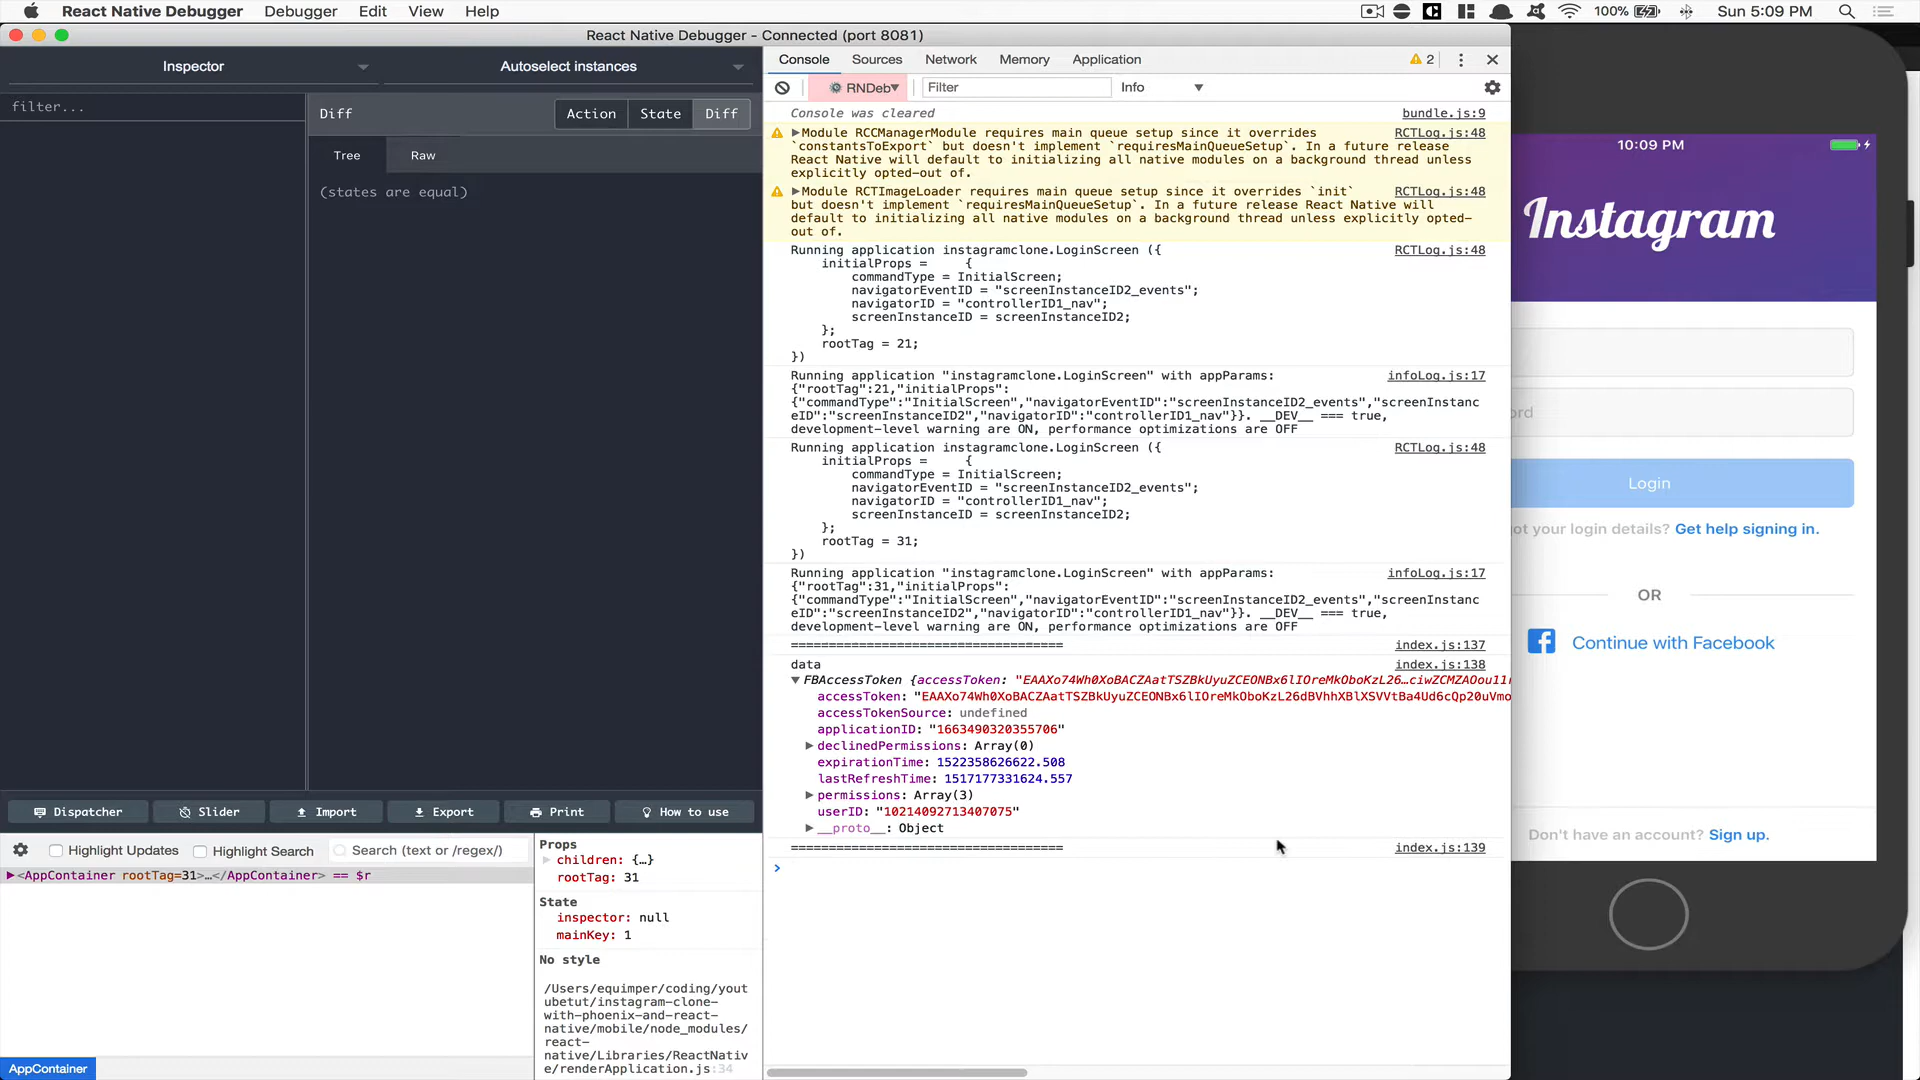 React Native Debugger Debugger Edit View Help
100% Sun 5:09 PM
React Native Debugger - Connected (port 8081)
Inspector
Autoselect instances
filter...
Diff
Action State Diff
Tree Raw
(states are equal)
Dispatcher Slider Import Export Print How to use
Highlight Updates Highlight Search Search (text or /regex/)
▶<AppContainer rootTag=31>…</AppContainer> == $r
AppContainer
Props
children: {…}
rootTag: 31
State
inspector: null
mainKey: 1
No style
/Users/equimper/coding/yout
ubetut/instagram-clone-
with-phoenix-and-react-
native/mobile/node_modules/
react-
native/Libraries/ReactNativ
e/renderApplication.js:34
Console Sources Network Memory Application
2
RNDeb▼ Filter Info
Console was cleared bundle.js:9
▶Module RCCManagerModule requires main queue setup since it overrides RCTLog.js:48
`constantsToExport` but doesn't implement `requiresMainQueueSetup`. In a future release
React Native will default to initializing all native modules on a background thread unless
explicitly opted-out of.
▶Module RCTImageLoader requires main queue setup since it overrides `init` RCTLog.js:48
but doesn't implement `requiresMainQueueSetup`. In a future release React Native will
default to initializing all native modules on a background thread unless explicitly opted-
out of.
Running application instagramclone.LoginScreen ({ RCTLog.js:48
initialProps = {
commandType = InitialScreen;
navigatorEventID = "screenInstanceID2_events";
navigatorID = "controllerID1_nav";
screenInstanceID = screenInstanceID2;
};
rootTag = 21;
})
Running application "instagramclone.LoginScreen" with appParams: infoLog.js:17
{"rootTag":21,"initialProps":
{"commandType":"InitialScreen","navigatorEventID":"screenInstanceID2_events","screenInstanc
eID":"screenInstanceID2","navigatorID":"controllerID1_nav"}}. __DEV__ === true,
development-level warning are ON, performance optimizations are OFF
Running application instagramclone.LoginScreen ({ RCTLog.js:48
initialProps = {
commandType = InitialScreen;
navigatorEventID = "screenInstanceID2_events";
navigatorID = "controllerID1_nav";
screenInstanceID = screenInstanceID2;
};
rootTag = 31;
})
Running application "instagramclone.LoginScreen" with appParams: infoLog.js:17
{"rootTag":31,"initialProps":
{"commandType":"InitialScreen","navigatorEventID":"screenInstanceID2_events","screenInstanc
eID":"screenInstanceID2","navigatorID":"controllerID1_nav"}}. __DEV__ === true,
development-level warning are ON, performance optimizations are OFF
==================================== index.js:137
data index.js:138
▼FBAccessToken {accessToken: "EAAXo74Wh0XoBACZAatTSZBkUyuZCEONBx6lIOreMkOboKzL26…ciwZCMZAOou11r
accessToken: "EAAXo74Wh0XoBACZAatTSZBkUyuZCEONBx6lIOreMkOboKzL26dBVhhXBlXSVVtBa4Ud6cQp20uVmo
accessTokenSource: undefined
applicationID: "1663490320355706"
▶declinedPermissions: Array(0)
expirationTime: 1522358626622.508
lastRefreshTime: 1517177331624.557
▶permissions: Array(3)
userID: "10214092713407075"
▶__proto__: Object
==================================== index.js:139
>
10:09 PM
Instagram
ord
Login
ot your login details? Get help signing in.
OR
Continue with Facebook
Don't have an account? Sign up.